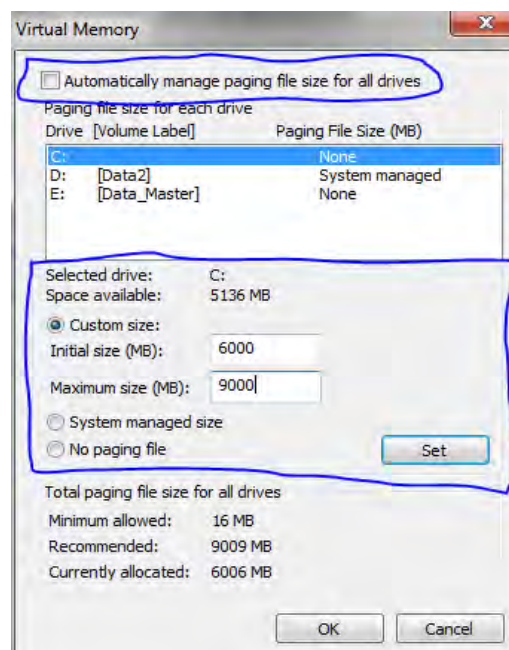 Virtual Memory
Automatically manage paging file size for all drives
Paging file size for each drive
Drive [Volume Label] Paging File Size (MB)
C: None
D: [Data2] System managed
E: [Data_Master] None
Selected drive: C:
Space available: 5136 MB
Custom size:
Initial size (MB): 6000
Maximum size (MB): 9000
System managed size
No paging file Set
Total paging file size for all drives
Minimum allowed: 16 MB
Recommended: 9009 MB
Currently allocated: 6006 MB
OK Cancel